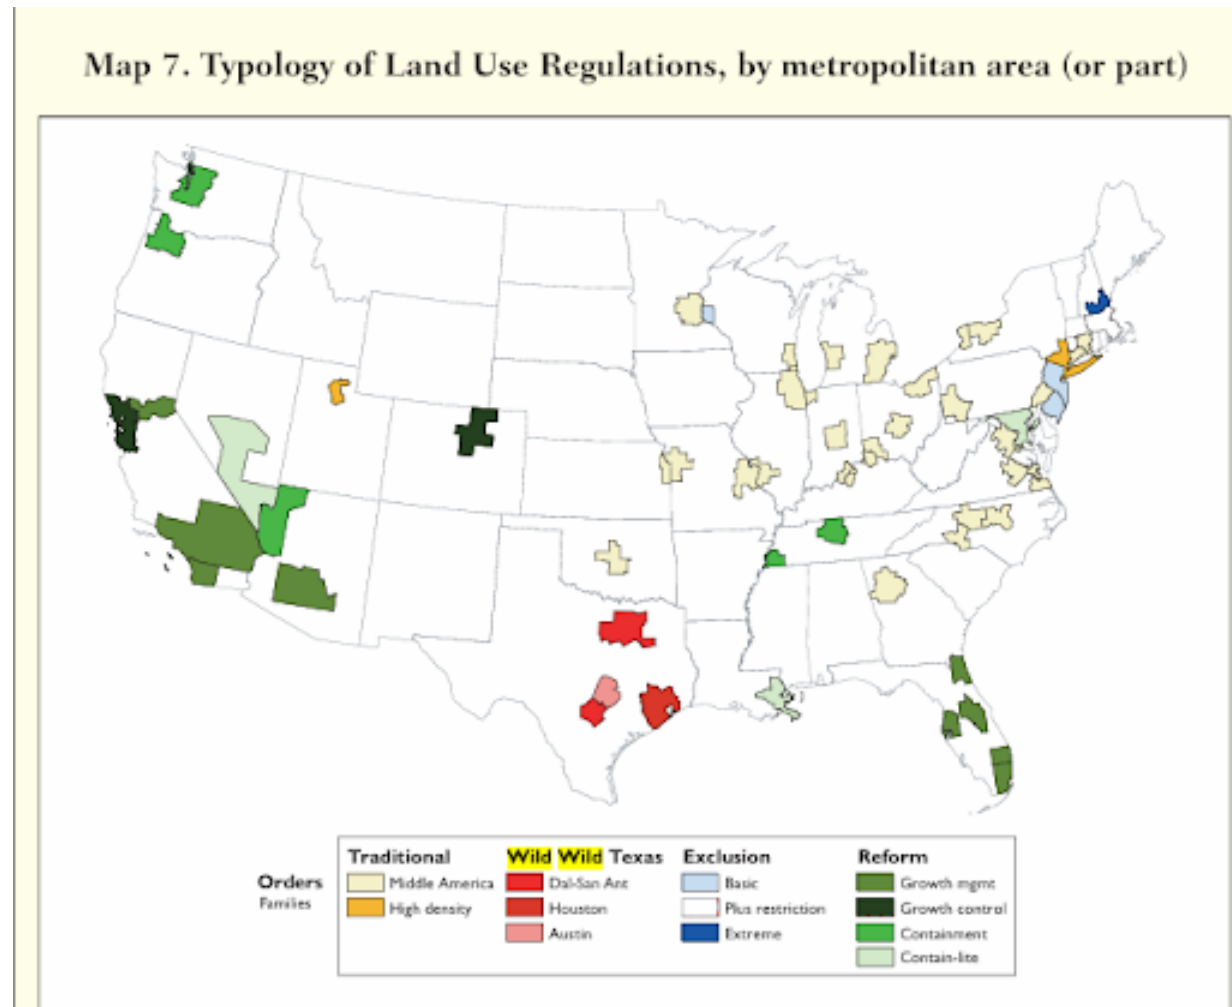 Map 7. Typology of Land Use Regulations, by metropolitan area (or part)
Orders
Families
Traditional
Middle America
High density
Wild Wild Texas
Dal-San Ant
Houston
Austin
Exclusion
Basic
Plus restriction
Extreme
Reform
Growth mgmt
Growth control
Containment
Contain-lite